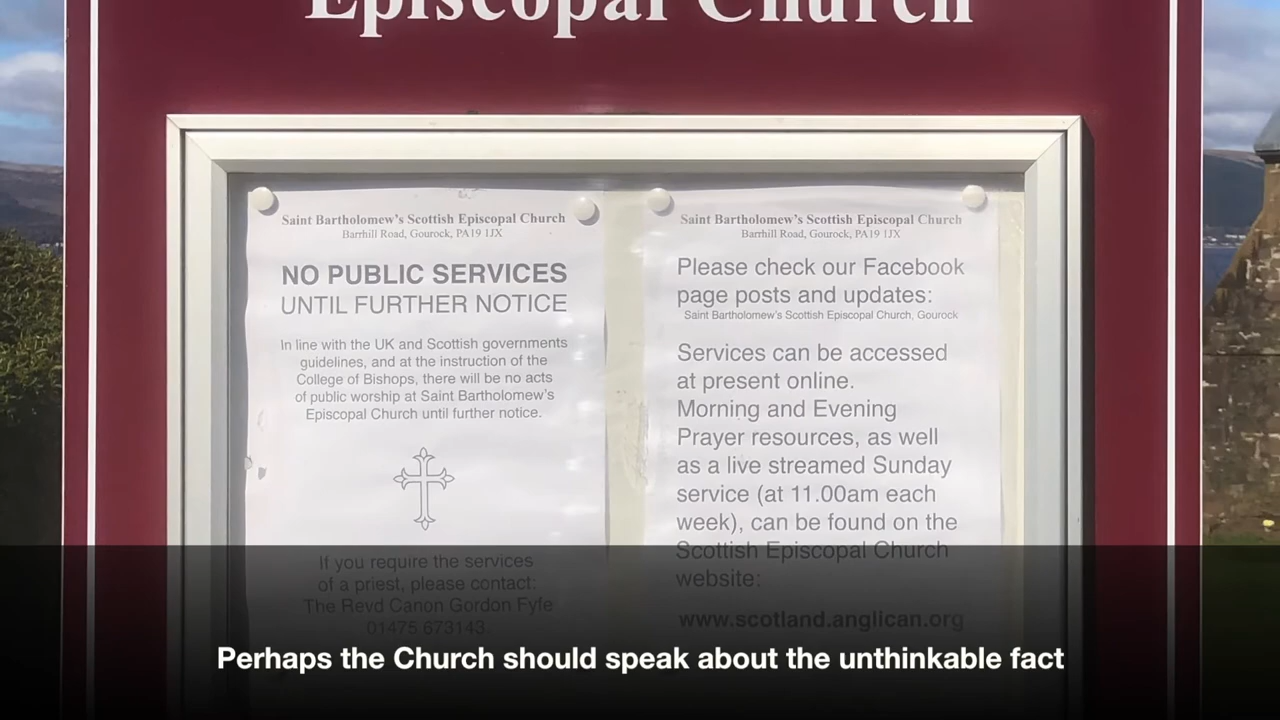 Episcopal Church
Saint Bartholomew's Scottish Episcopal Church
Barrhill Road, Gourock, PA19 1JX
NO PUBLIC SERVICES
UNTIL FURTHER NOTICE
In line with the UK and Scottish governments
guidelines, and at the instruction of the
College of Bishops, there will be no acts
of public worship at Saint Bartholomew's
Episcopal Church until further notice.
If you require the services
of a priest, please contact:
The Revd Canon Gordon Fyfe
01475 673143.
Saint Bartholomew's Scottish Episcopal Church
Barrhill Road, Gourock, PA19 1JX
Please check our Facebook
page posts and updates:
Saint Bartholomew's Scottish Episcopal Church, Gourock
Services can be accessed
at present online.
Morning and Evening
Prayer resources, as well
as a live streamed Sunday
service (at 11.00am each
week), can be found on the
Scottish Episcopal Church
website:
www.scotland.anglican.org
Perhaps the Church should speak about the unthinkable fact